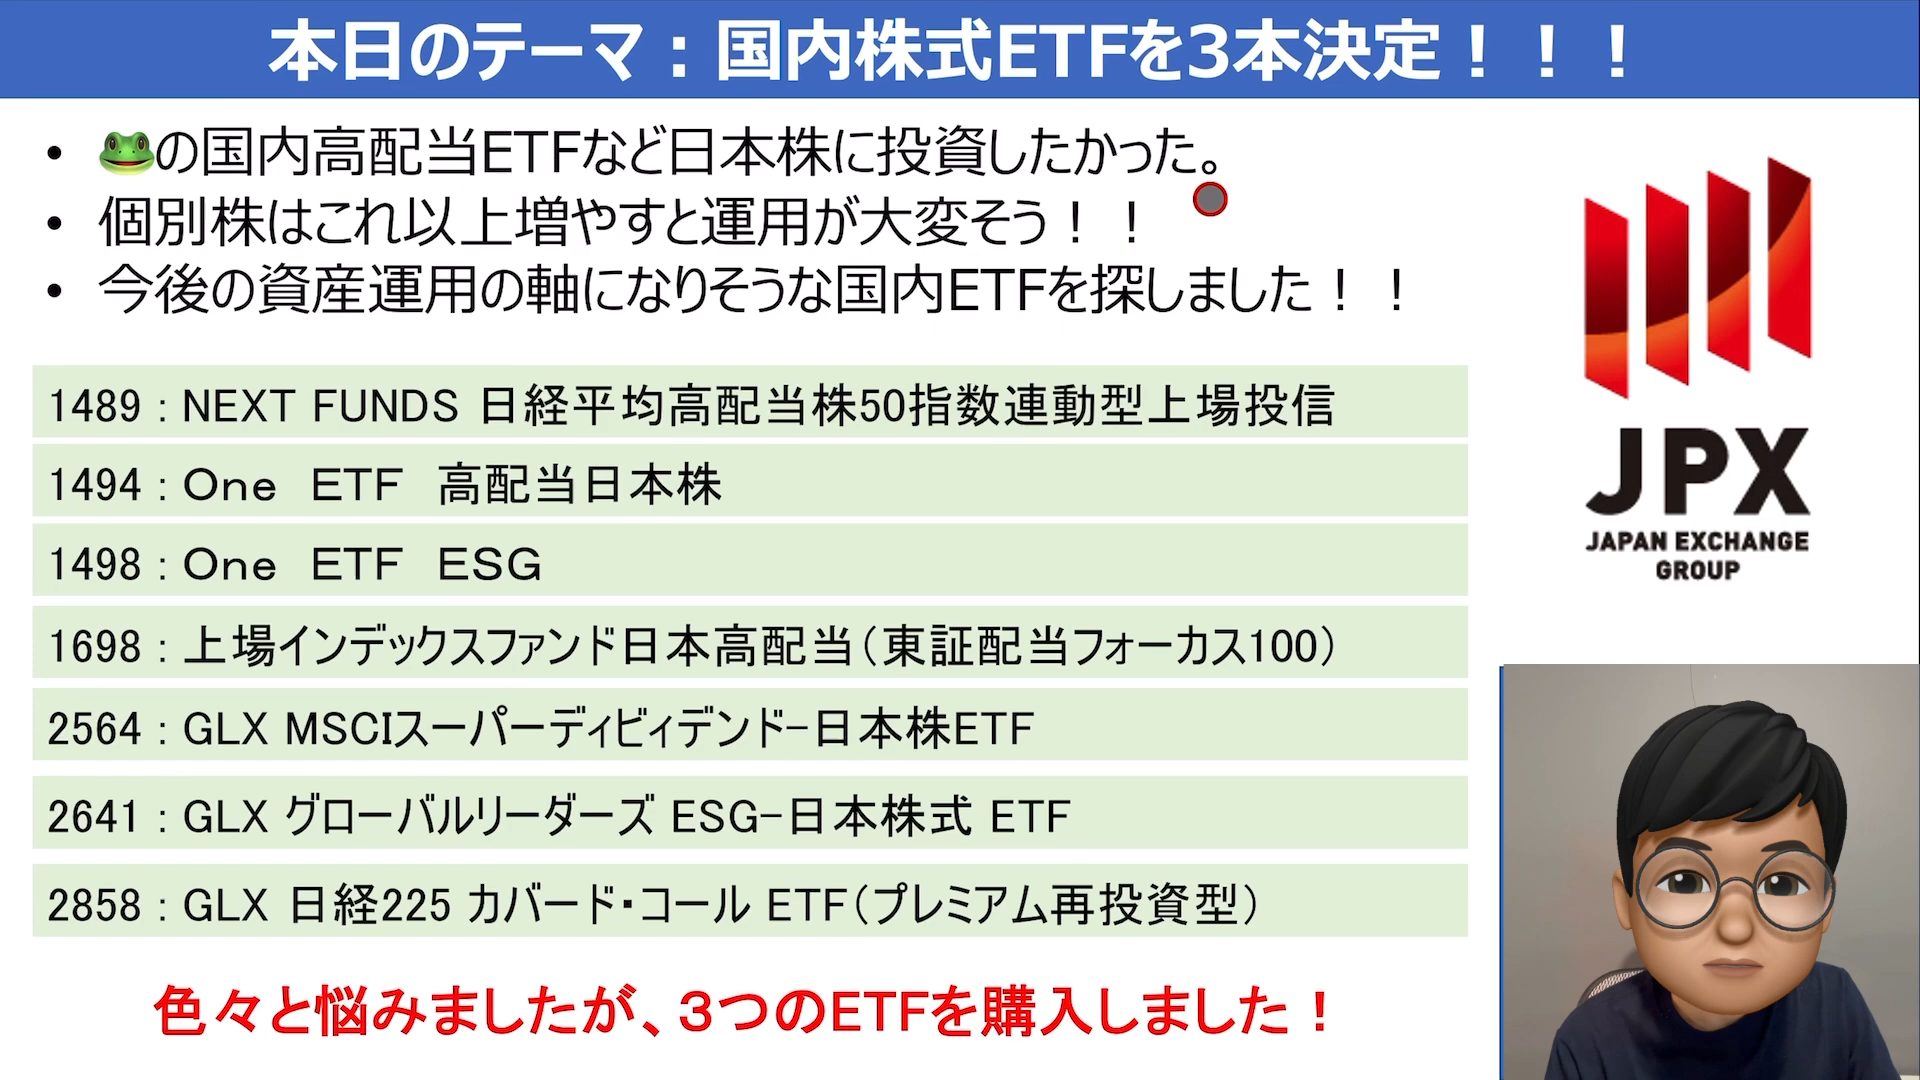 本日のテーマ：国内株式ETFを3本決定！！！
• 🐸の国内高配当ETFなど日本株に投資したかった。
• 個別株はこれ以上増やすと運用が大変そう！！
• 今後の資産運用の軸になりそうな国内ETFを探しました！！
1489：NEXT FUNDS 日経平均高配当株50指数連動型上場投信
1494：One　ETF　高配当日本株
1498：One　ETF　ESG
1698：上場インデックスファンド日本高配当（東証配当フォーカス100）
2564：GLX MSCIスーパーディビィデンド-日本株ETF
2641：GLX グローバルリーダーズ ESG-日本株式 ETF
2858：GLX 日経225 カバード・コール ETF（プレミアム再投資型）
色々と悩みましたが、３つのETFを購入しました！
JPX
JAPAN EXCHANGE
GROUP